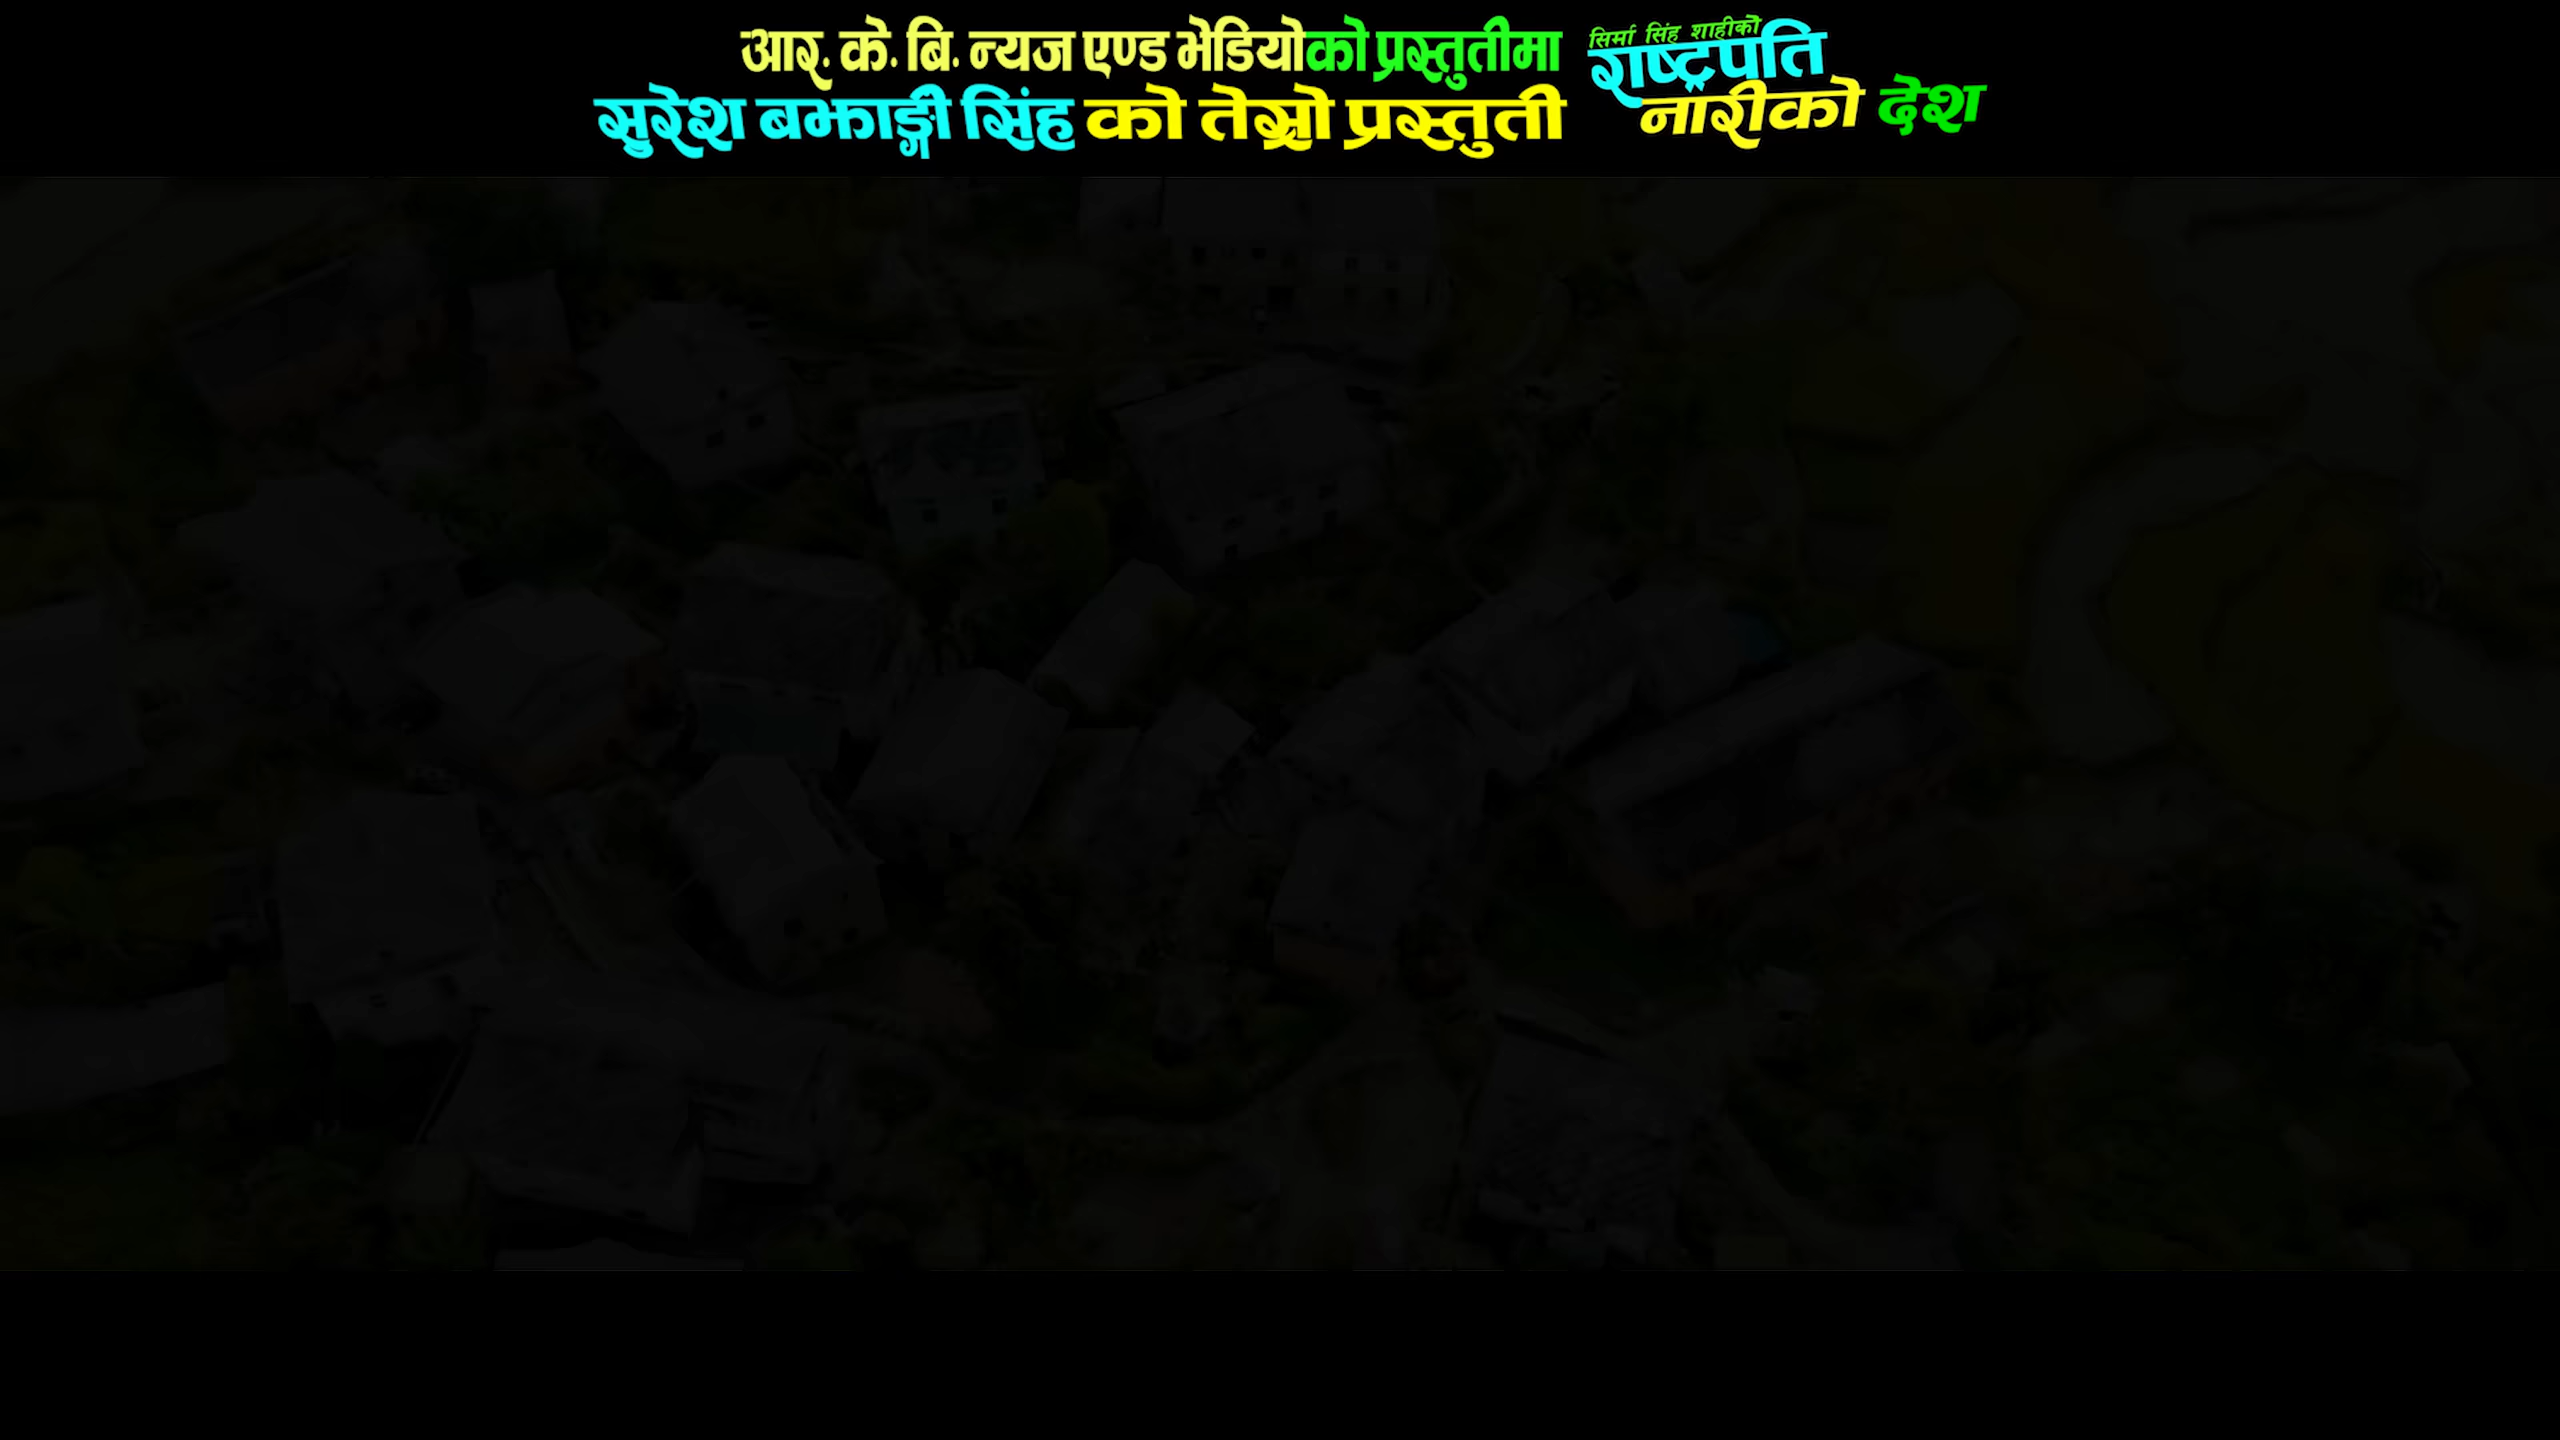 आर. के. बि. न्यज एण्ड भेडियोको प्रस्तुतीमा
सुरेश बझाङ्गी सिंह को तेस्रो प्रस्तुती
सिर्मा सिंह शाहीको
राष्ट्रपति
नारीको देश